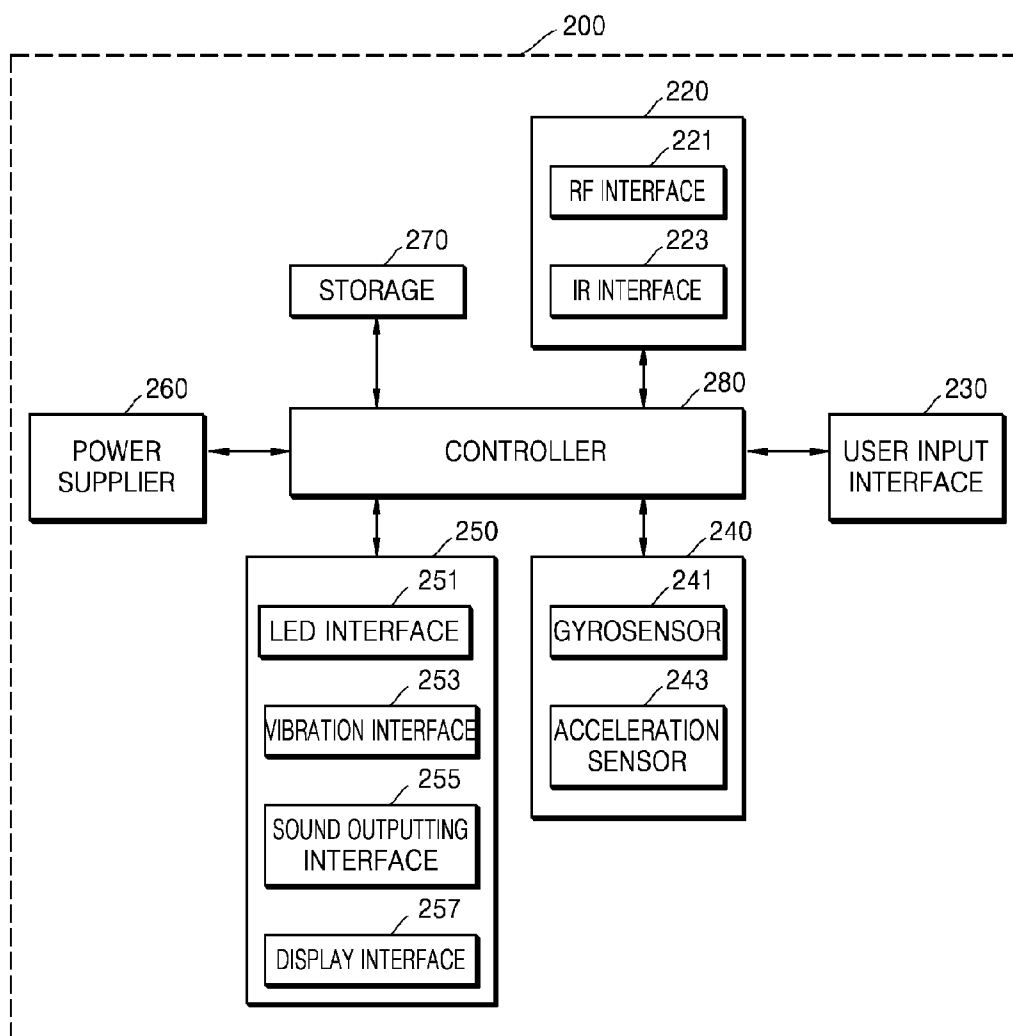 200
220
221
RF INTERFACE
223
IR INTERFACE
270
STORAGE
260
POWER
SUPPLIER
280
CONTROLLER
230
USER INPUT
INTERFACE
250
251
LED INTERFACE
253
VIBRATION INTERFACE
255
SOUND OUTPUTTING
INTERFACE
257
DISPLAY INTERFACE
240
241
GYROSENSOR
243
ACCELERATION
SENSOR